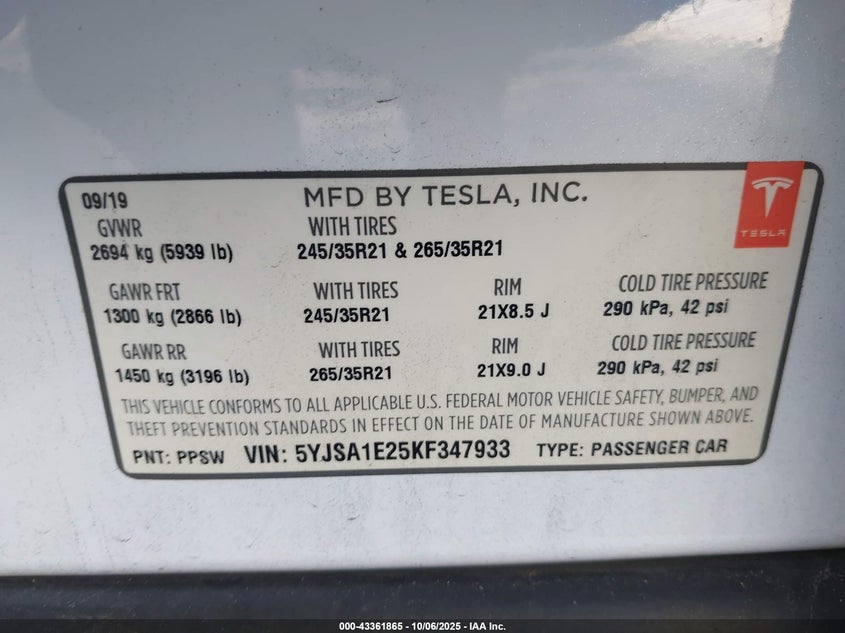 09/19 MFD BY TESLA, INC.
TESLA
GVWR WITH TIRES
2694 kg (5939 lb) 245/35R21 & 265/35R21
GAWR FRT WITH TIRES RIM COLD TIRE PRESSURE
1300 kg (2866 lb) 245/35R21 21X8.5 J 290 kPa, 42 psi
GAWR RR WITH TIRES RIM COLD TIRE PRESSURE
1450 kg (3196 lb) 265/35R21 21X9.0 J 290 kPa, 42 psi
THIS VEHICLE CONFORMS TO ALL APPLICABLE U.S. FEDERAL MOTOR VEHICLE SAFETY, BUMPER, AND
THEFT PREVENTION STANDARDS IN EFFECT ON THE DATE OF MANUFACTURE SHOWN ABOVE.
PNT: PPSW VIN: 5YJSA1E25KF347933 TYPE: PASSENGER CAR
000-43361865 - 10/06/2025 - IAA Inc.